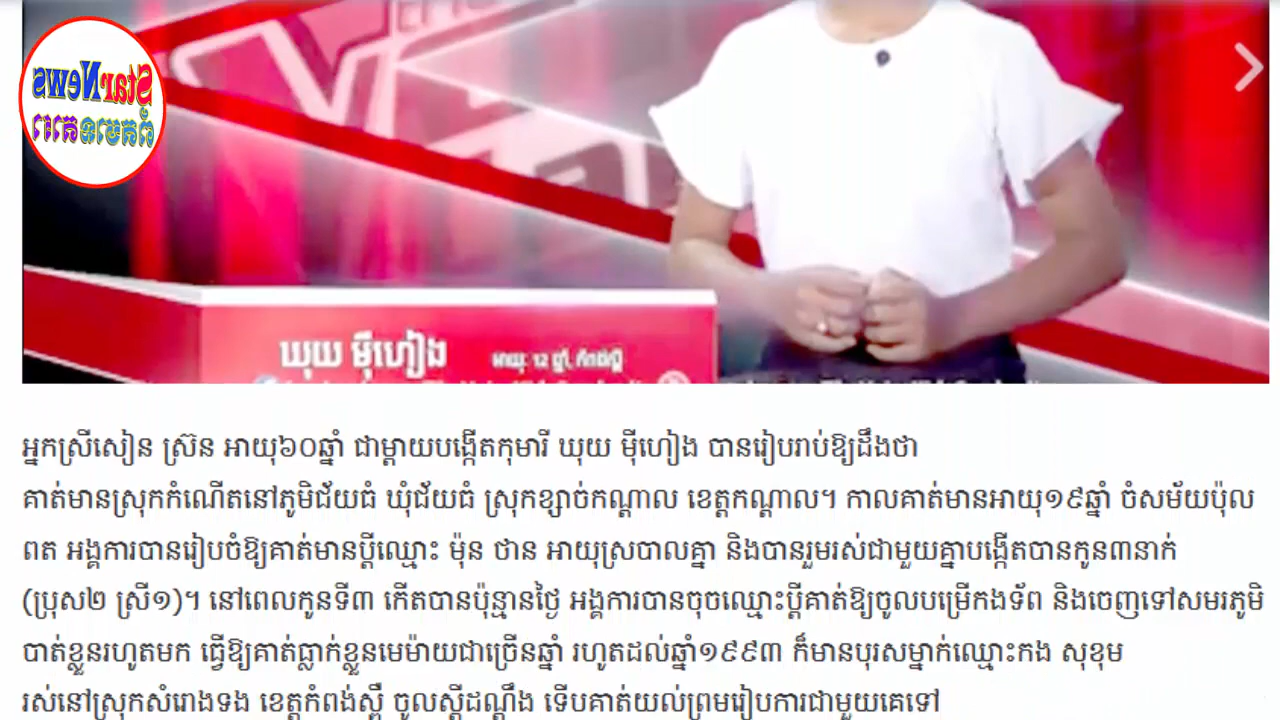 StarNews
ឃុយ ម៉ីហៀង
អាយុ: ១២ ឆ្នាំ,
អ្នកស្រីសៀន ស្រ៊ន អាយុ៦០ឆ្នាំ ជាម្តាយបង្កើតកុមារី ឃុយ ម៉ីហៀង បានរៀបរាប់ឱ្យដឹងថា
គាត់មានស្រុកកំណើតនៅភូមិជ័យធំ ឃុំជ័យធំ ស្រុកខ្សាច់កណ្តាល ខេត្តកណ្តាល។ កាលគាត់មានអាយុ១៩ឆ្នាំ ចំសម័យប៉ុល
ពត អង្គការបានរៀបចំឱ្យគាត់មានប្តីឈ្មោះ ម៉ុន ថាន អាយុស្របាលគ្នា និងបានរួមរស់ជាមួយគ្នាបង្កើតបានកូន៣នាក់
(ប្រុស២ ស្រី១)។ នៅពេលកូនទី៣ កើតបានប៉ុន្មានថ្ងៃ អង្គការបានចុចឈ្មោះប្តីគាត់ឱ្យចូលបម្រើកងទ័ព និងចេញទៅសមរភូមិ
បាត់ខ្លួនរហូតមក ធ្វើឱ្យគាត់ធ្លាក់ខ្លួនមេម៉ាយជាច្រើនឆ្នាំ រហូតដល់ឆ្នាំ១៩៩៣ ក៏មានបុរសម្នាក់ឈ្មោះកង សុខុម
រស់នៅស្រុកសំរោងទង ខេត្តកំពង់ស្ពឺ ចូលស្តីដណ្តឹង ទើបគាត់យល់ព្រមរៀបការជាមួយគេទៅ